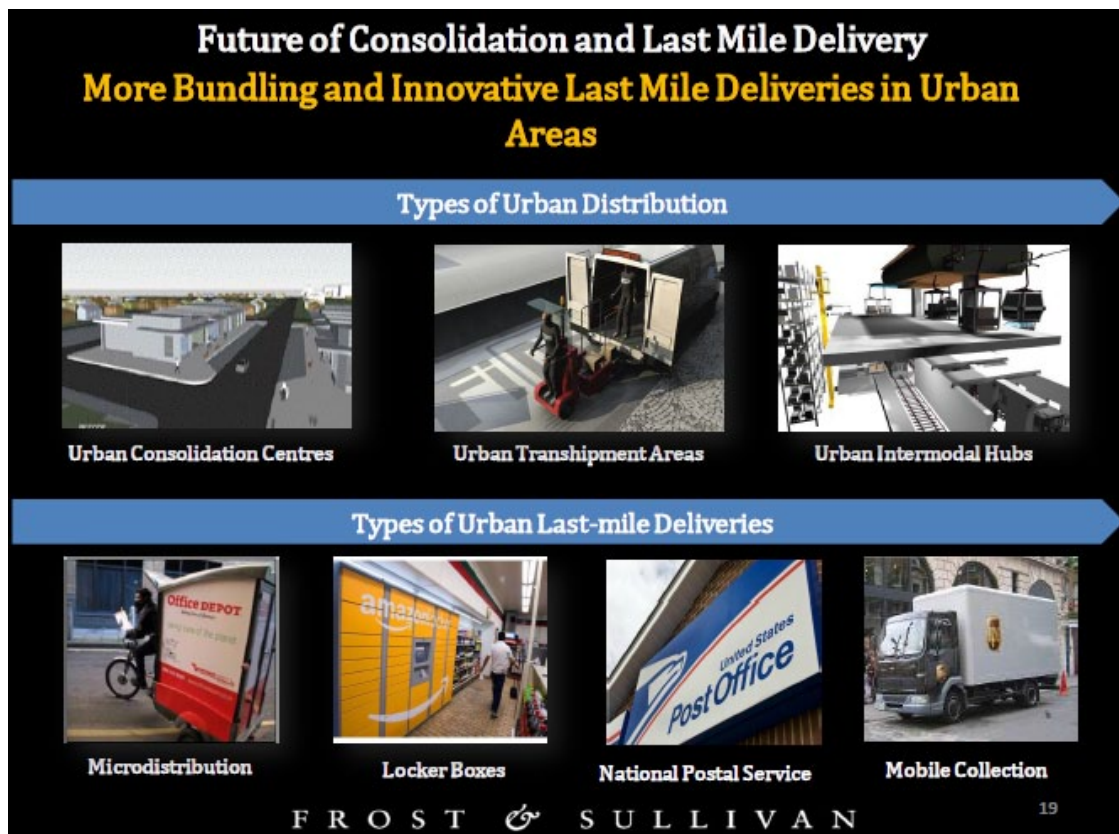 Future of Consolidation and Last Mile Delivery
More Bundling and Innovative Last Mile Deliveries in Urban
Areas
Types of Urban Distribution
Urban Consolidation Centres
Urban Transhipment Areas
Urban Intermodal Hubs
Types of Urban Last-mile Deliveries
Office DEPOT
amazon
United States
Post Office
Microdistribution
Locker Boxes
National Postal Service
Mobile Collection
FROST & SULLIVAN
19